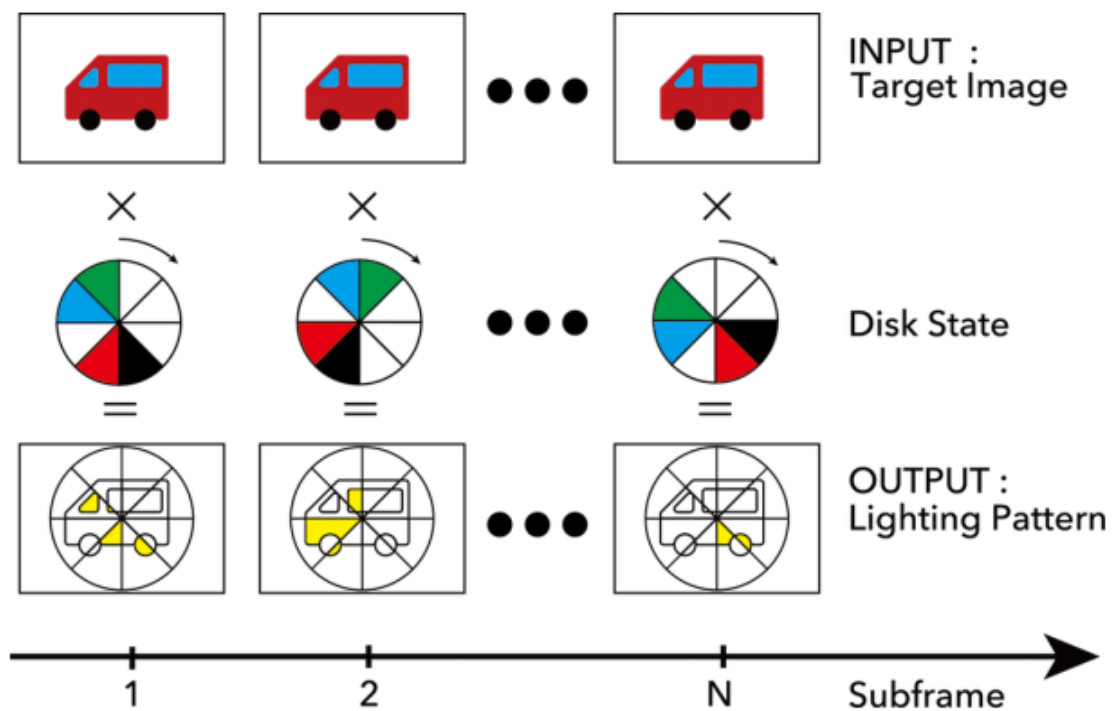 INPUT :
Target Image
×
×
×
Disk State
=
=
=
OUTPUT :
Lighting Pattern
1
2
N
Subframe